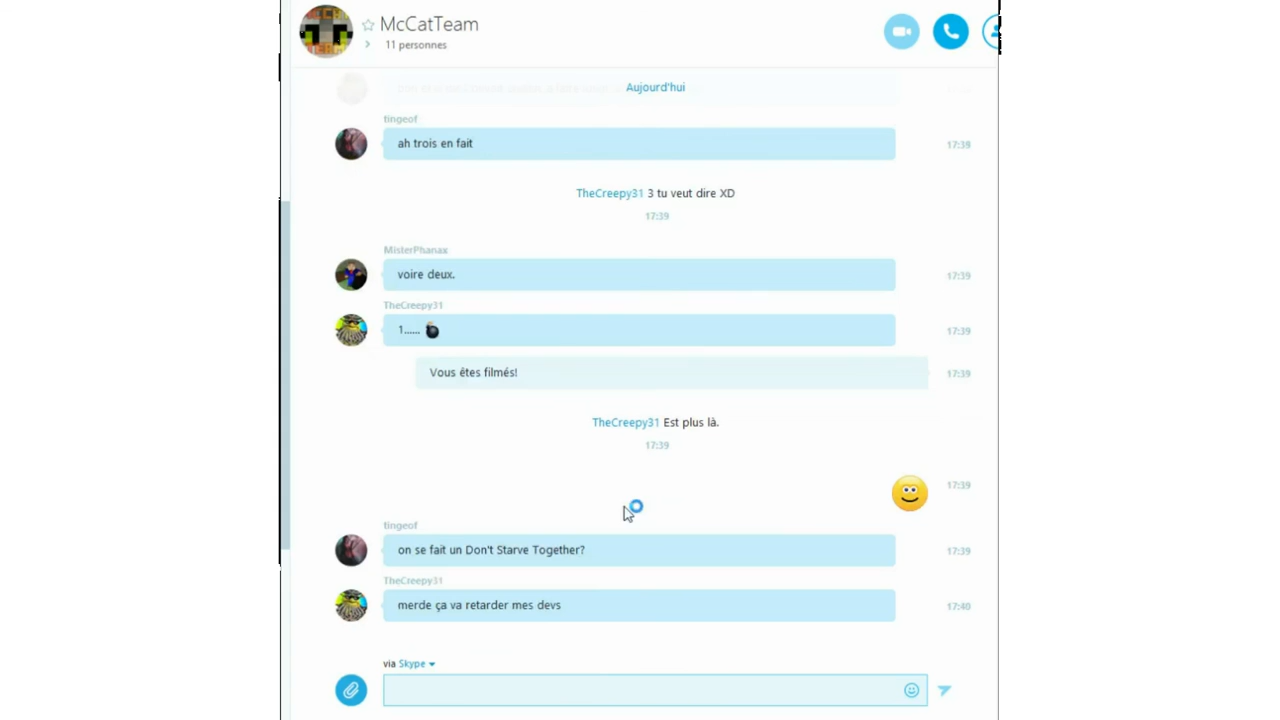 McCatTeam
11 personnes
Aujourd'hui
tingeof
ah trois en fait
17:39
TheCreepy31 3 tu veut dire XD
17:39
MisterPhanax
voire deux.
17:39
TheCreepy31
1......
17:39
Vous êtes filmés!
17:39
TheCreepy31 Est plus là.
17:39
17:39
tingeof
on se fait un Don't Starve Together?
17:39
TheCreepy31
merde ça va retarder mes devs
17:40
via Skype